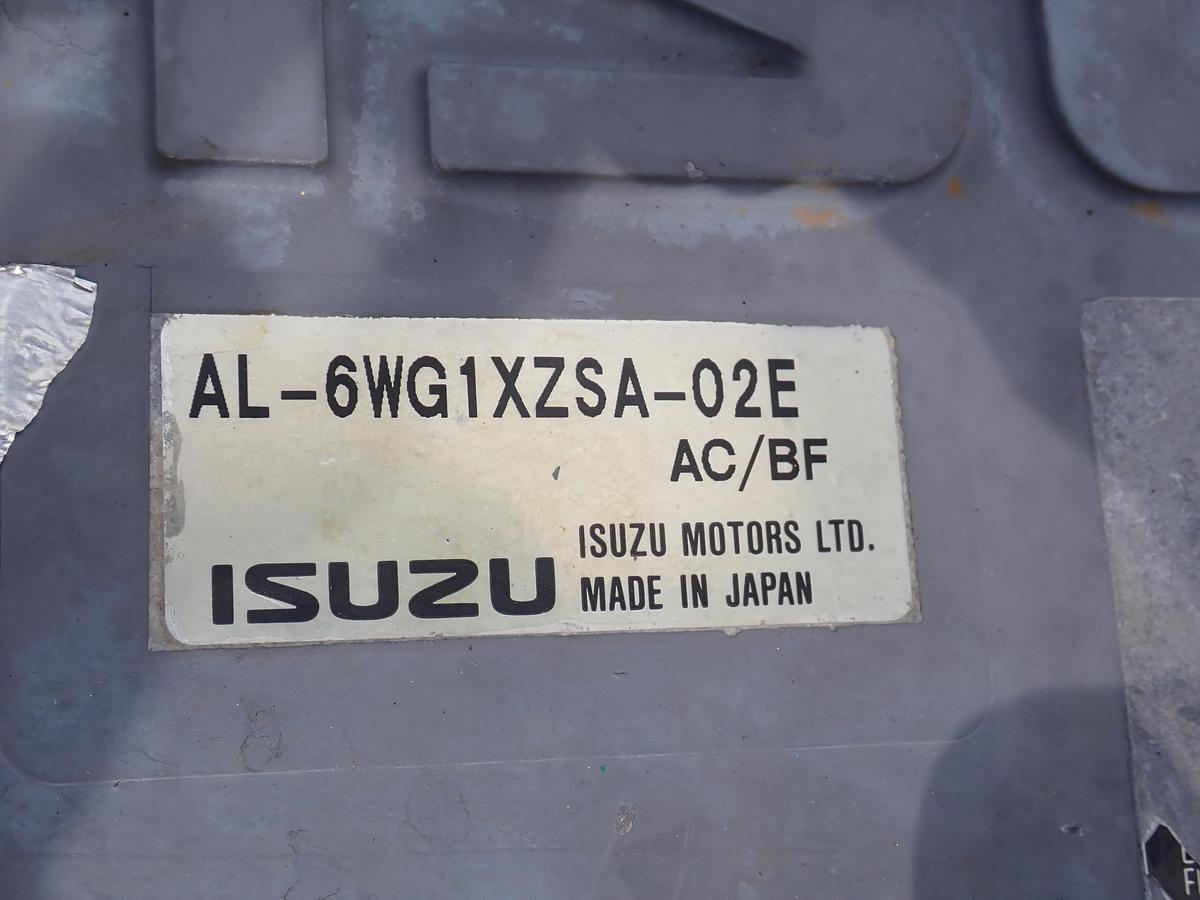 AL-6WG1XZSA-02E
AC/BF
ISUZU
ISUZU MOTORS LTD.
MADE IN JAPAN